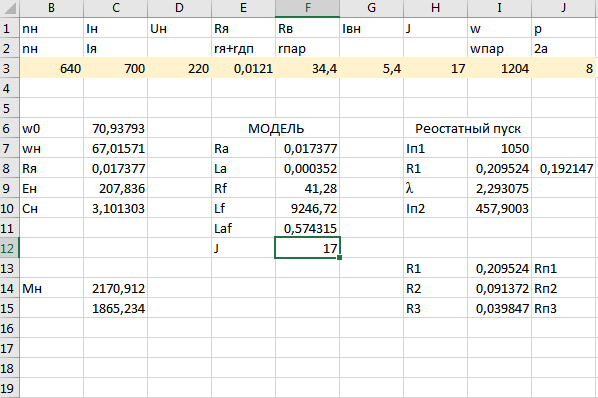 B C D E F G H I J
1 nн Iн Uн Rя Rв Iвн J w p
2 nн Iя rя+rдп rпар wпар 2a
3 640 700 220 0,0121 34,4 5,4 17 1204 8
4
5
6 w0 70,93793 МОДЕЛЬ Реостатный пуск
7 wн 67,01571 Ra 0,017377 Iп1 1050
8 Rя 0,017377 La 0,000352 R1 0,209524 0,192147
9 Ен 207,836 Rf 41,28 λ 2,293075
10 Сн 3,101303 Lf 9246,72 Iп2 457,9003
11 Laf 0,574315
12 J 17
13 R1 0,209524 Rп1
14 Мн 2170,912 R2 0,091372 Rп2
15 1865,234 R3 0,039847 Rп3
16
17
18
19